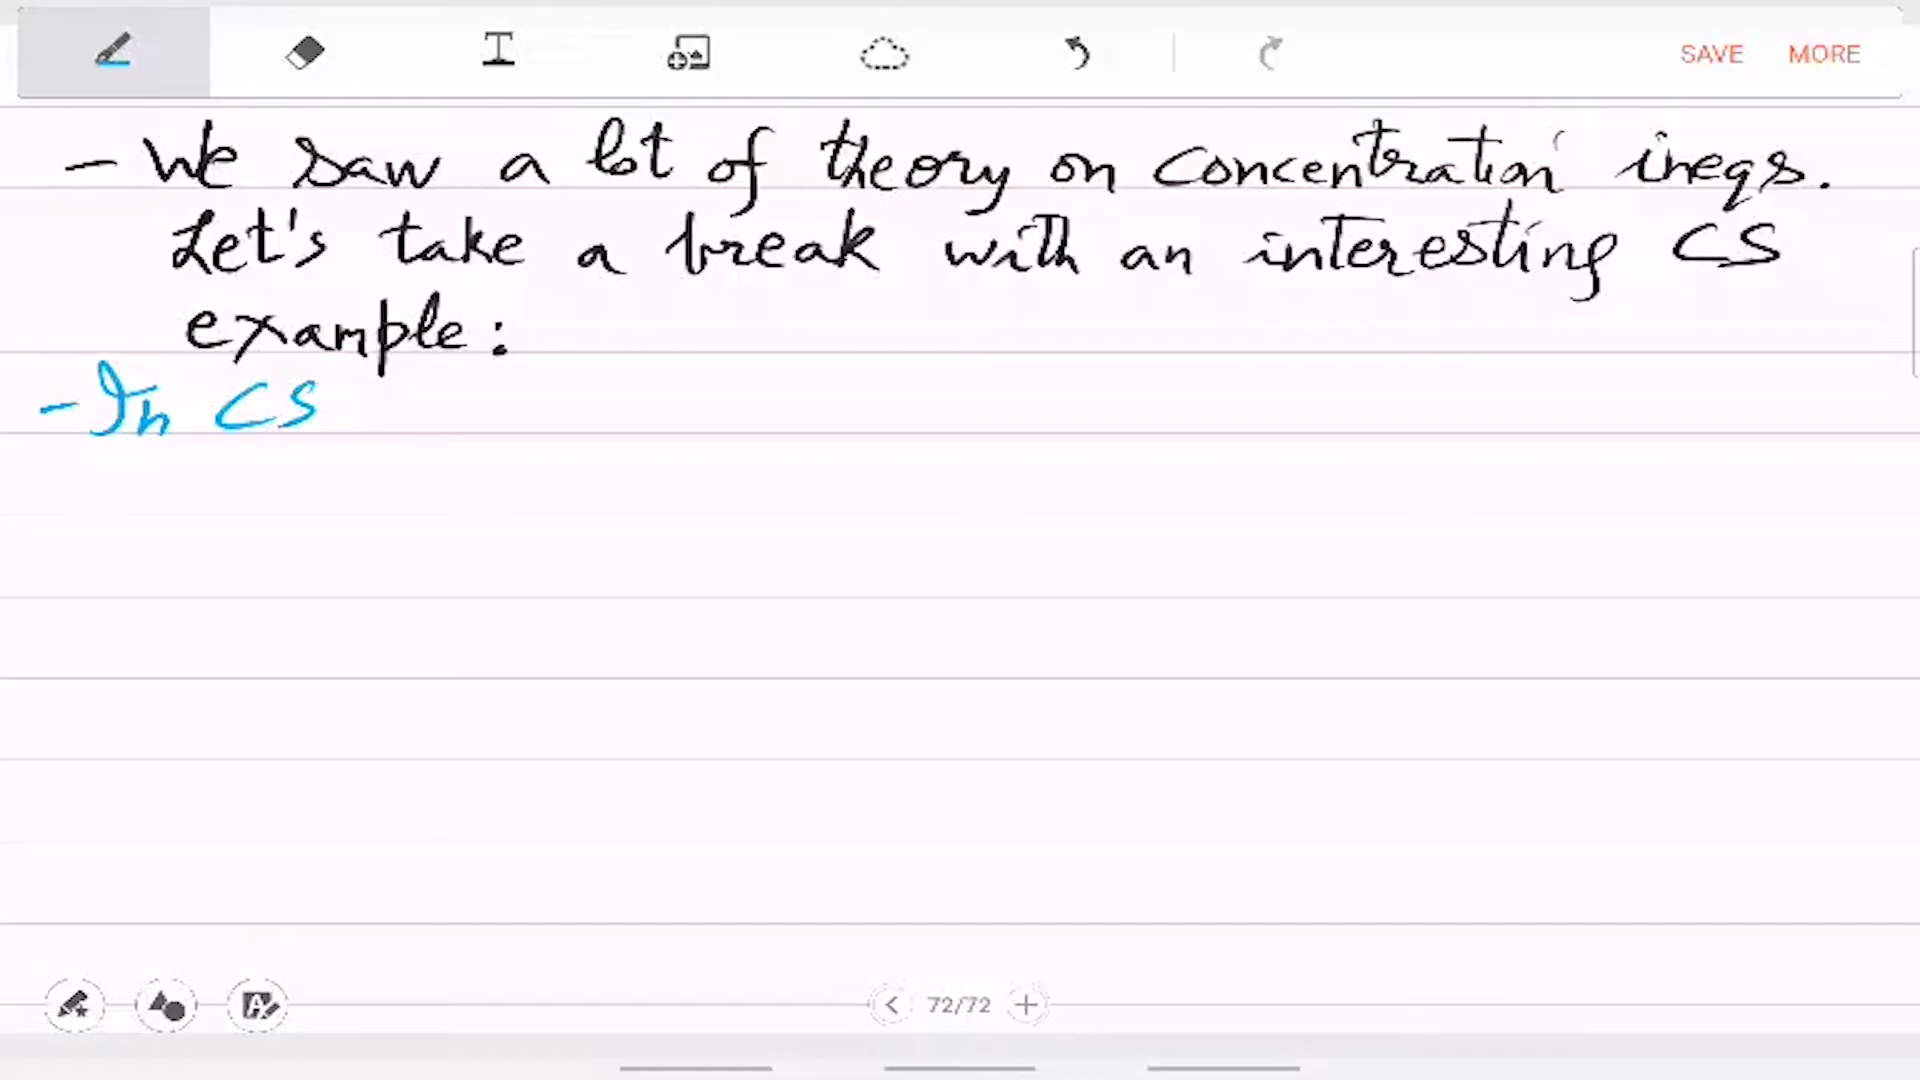 SAVE MORE
- We saw a lot of theory on concentration ineqs.
Let's take a break with an interesting CS
example:
- In CS
72/72